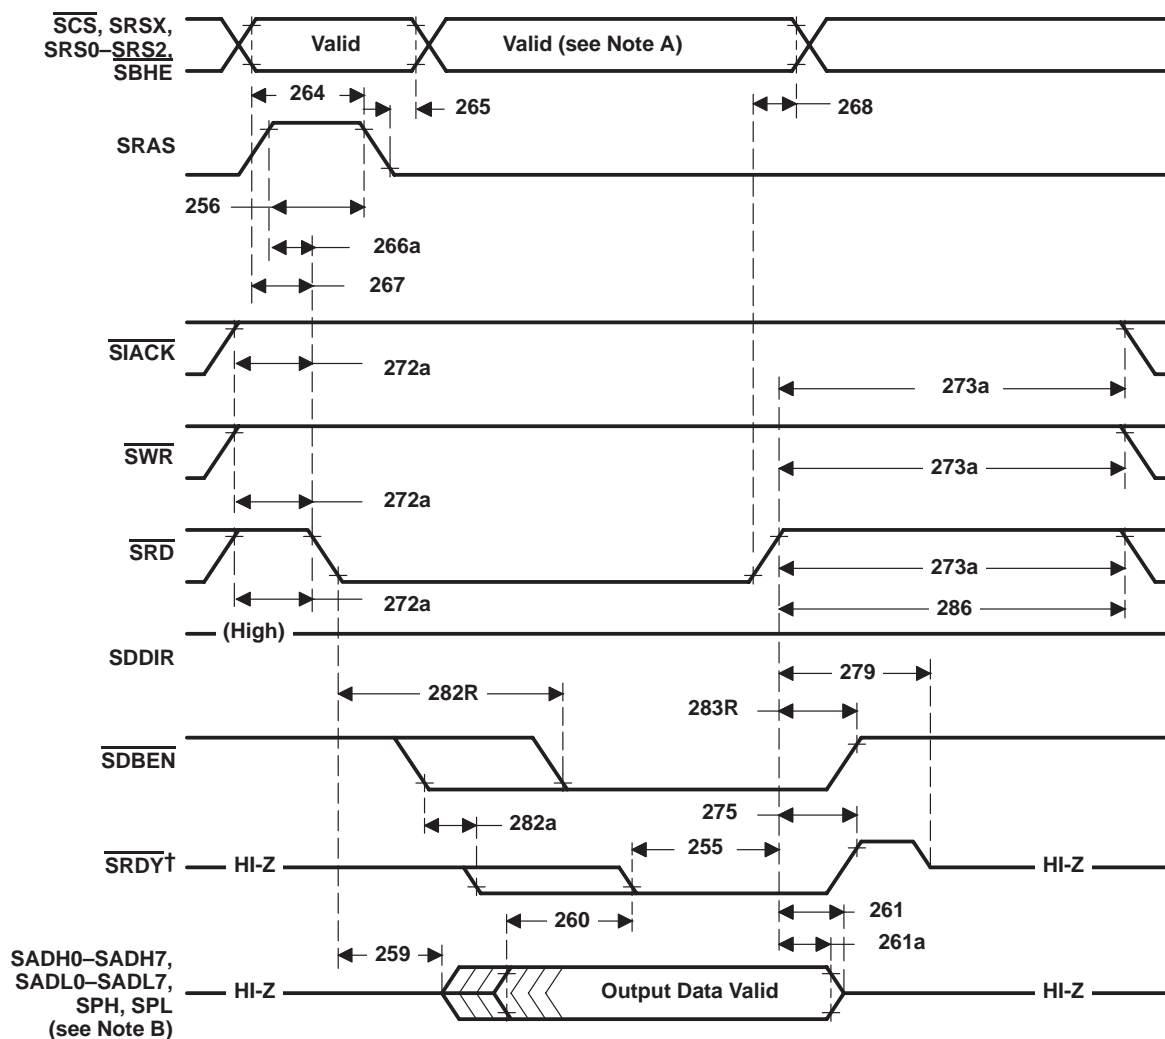 SCS, SRSX,
SRS0–SRS2,
SBHE
Valid
Valid (see Note A)
264
265
268
SRAS
256
266a
267
SIACK
272a
273a
SWR
273a
272a
SRD
273a
272a
286
(High)
SDDIR
279
282R
283R
SDBEN
275
282a
255
SRDY†
HI-Z
HI-Z
260
261
261a
259
SADH0–SADH7,
SADL0–SADL7,
SPH, SPL
(see Note B)
HI-Z
Output Data Valid
HI-Z